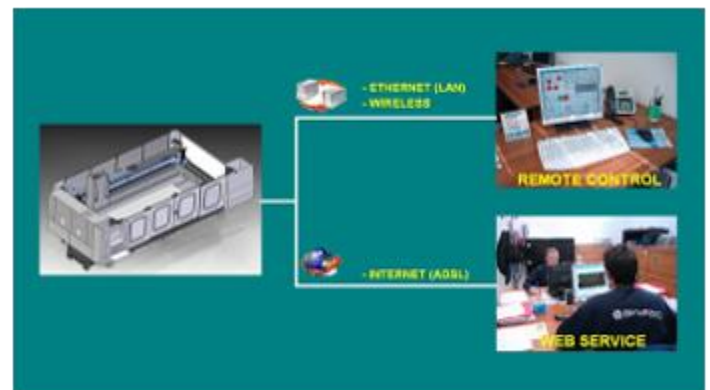 - ETHERNET (LAN)
- WIRELESS
REMOTE CONTROL
- INTERNET (ADSL)
WEB SERVICE